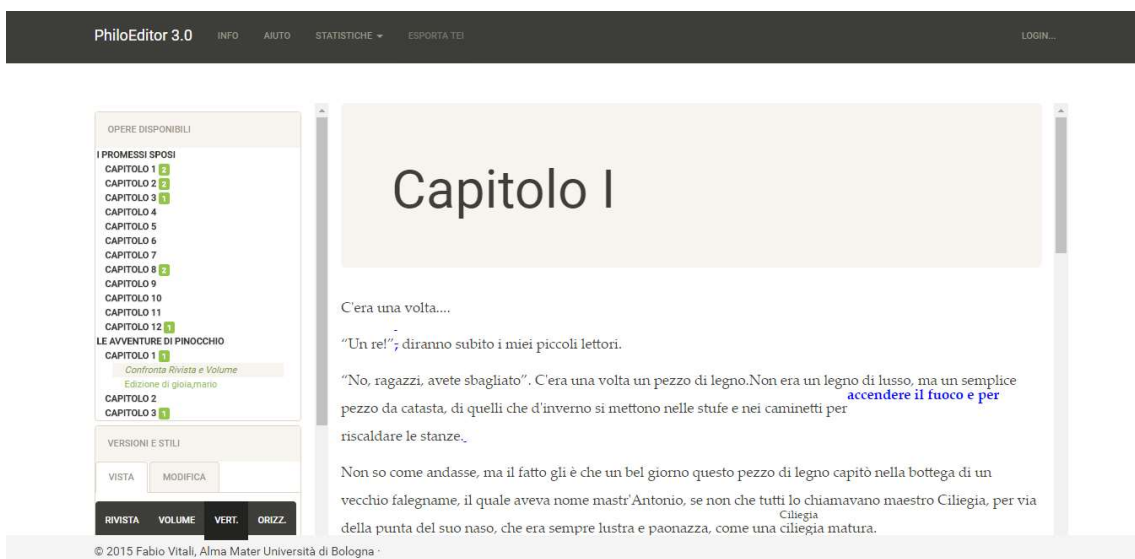 PhiloEditor 3.0 INFO AIUTO STATISTICHE ESPORTA TEI LOGIN...
OPERE DISPONIBILI
I PROMESSI SPOSI
CAPITOLO 1 2
CAPITOLO 2 2
CAPITOLO 3 1
CAPITOLO 4
CAPITOLO 5
CAPITOLO 6
CAPITOLO 7
CAPITOLO 8 2
CAPITOLO 9
CAPITOLO 10
CAPITOLO 11
CAPITOLO 12 1
LE AVVENTURE DI PINOCCHIO
CAPITOLO 1 1
Confronta Rivista e Volume
Edizione di gioia,mario
CAPITOLO 2
CAPITOLO 3 1
VERSIONI E STILI
VISTA MODIFICA
RIVISTA VOLUME VERT. ORIZZ.
Capitolo I
C'era una volta....
“Un re!”; diranno subito i miei piccoli lettori.
“No, ragazzi, avete sbagliato”. C'era una volta un pezzo di legno.Non era un legno di lusso, ma un semplice
accendere il fuoco e per
pezzo da catasta, di quelli che d'inverno si mettono nelle stufe e nei caminetti per
riscaldare le stanze.
Non so come andasse, ma il fatto gli è che un bel giorno questo pezzo di legno capitò nella bottega di un
vecchio falegname, il quale aveva nome mastr'Antonio, se non che tutti lo chiamavano maestro Ciliegia, per via
Ciliegia
della punta del suo naso, che era sempre lustra e paonazza, come una ciliegia matura.
© 2015 Fabio Vitali, Alma Mater Università di Bologna ·